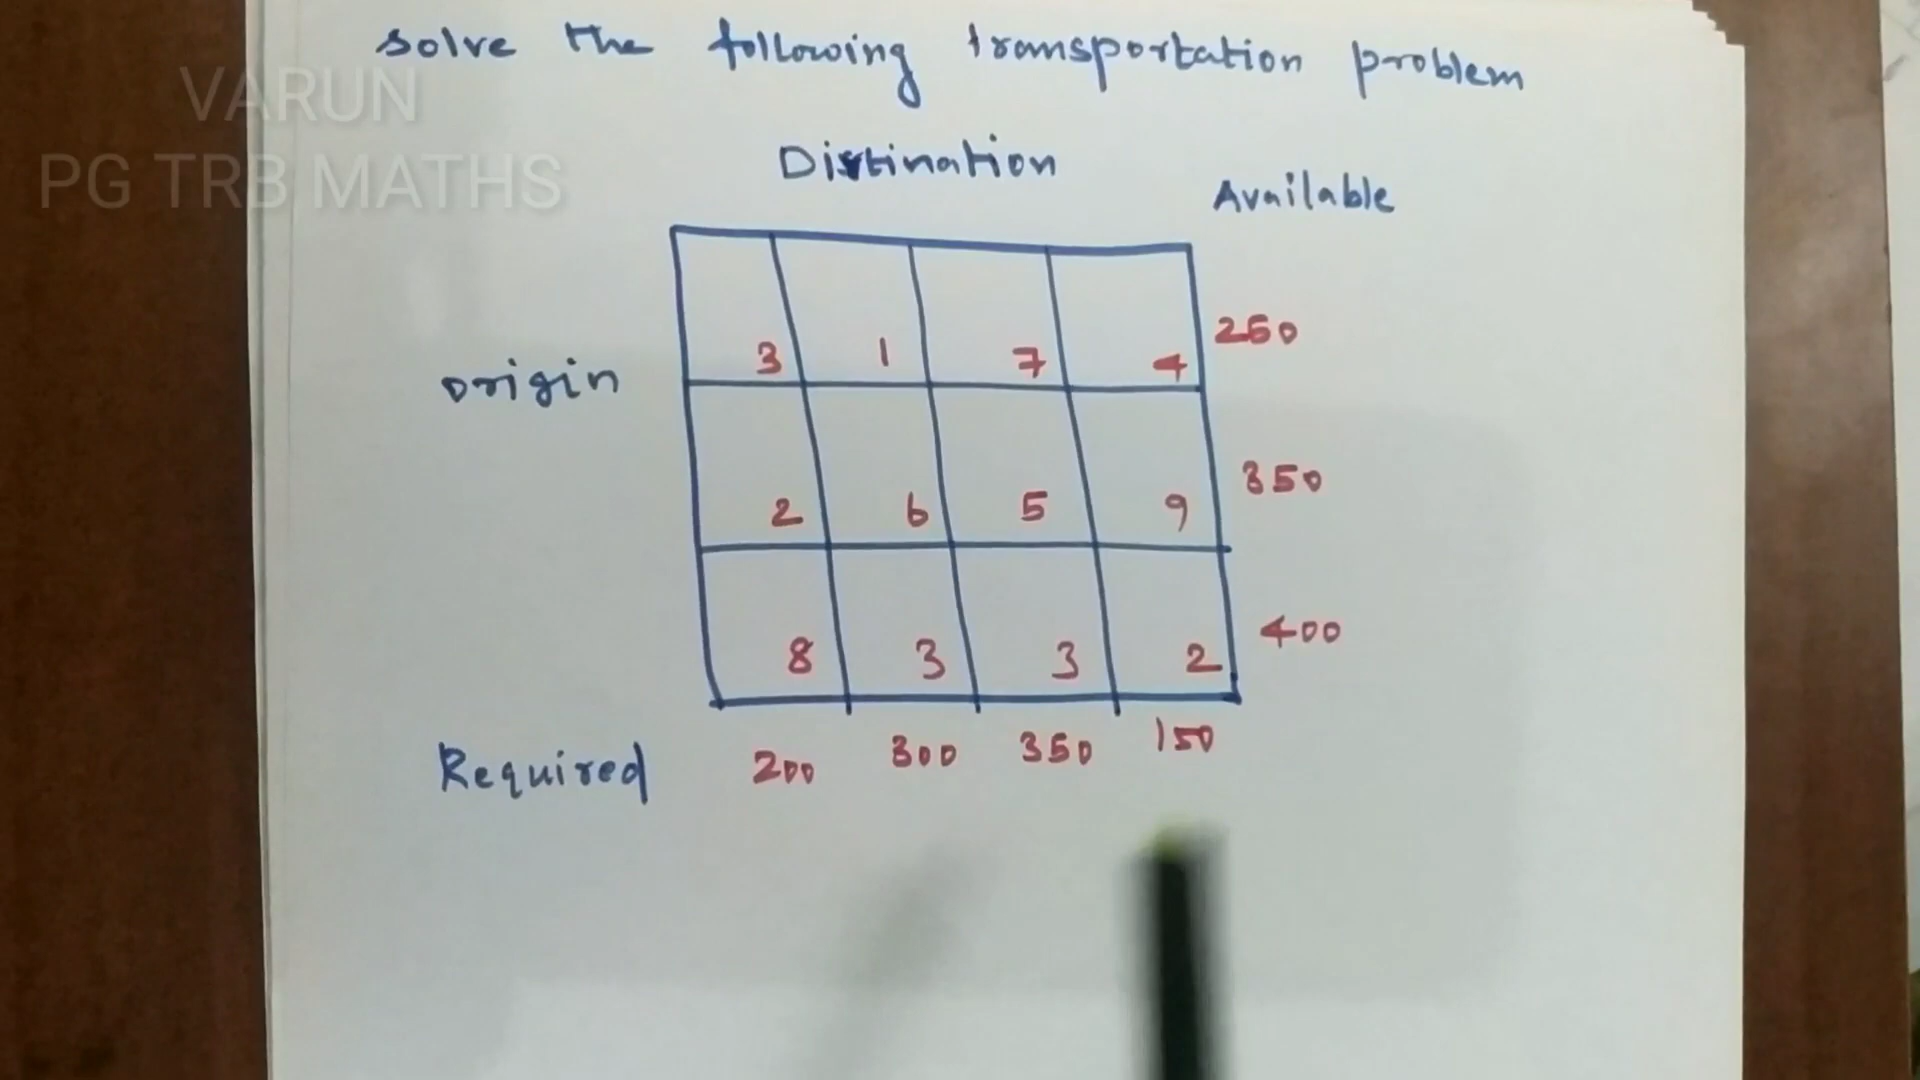 solve the following transportation problem
VARUN
PG TRB MATHS
Distination
Available
3 1 7 4 250
Origin
2 6 5 9 350
8 3 3 2 400
Required 200 300 350 150